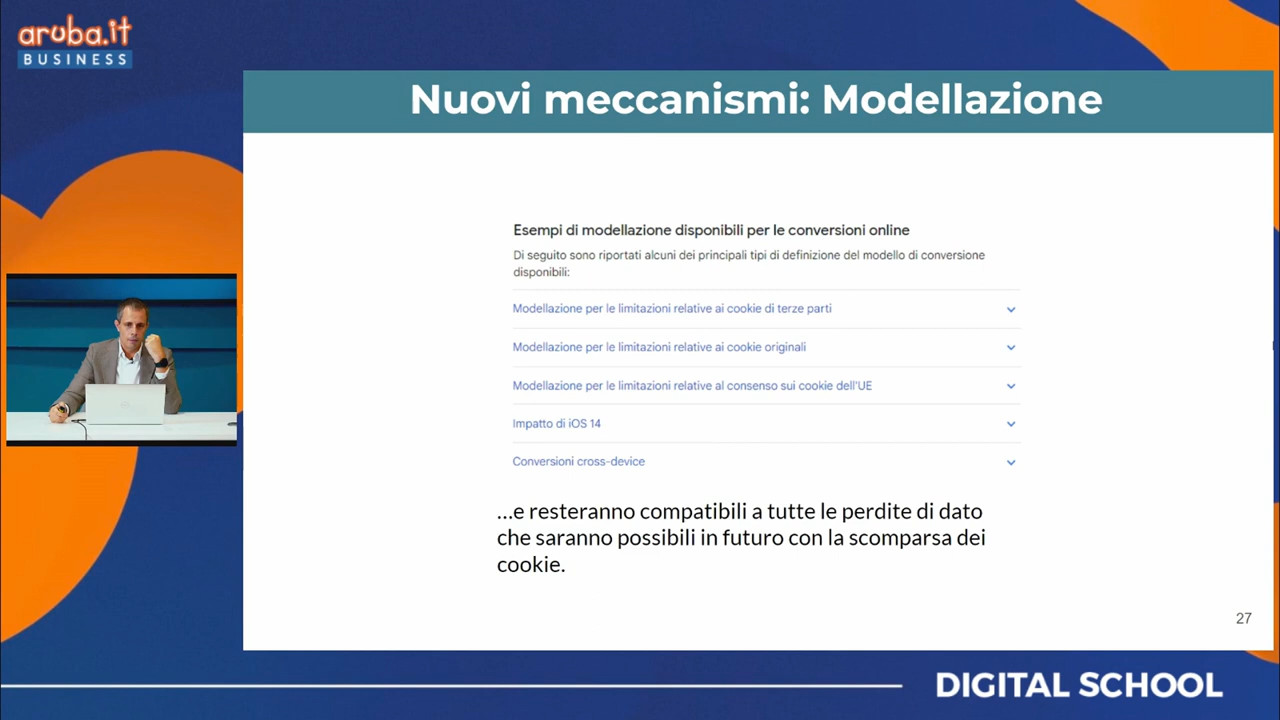 aruba.it
BUSINESS
Nuovi meccanismi: Modellazione
Esempi di modellazione disponibili per le conversioni online
Di seguito sono riportati alcuni dei principali tipi di definizione del modello di conversione
disponibili:
Modellazione per le limitazioni relative ai cookie di terze parti
Modellazione per le limitazioni relative ai cookie originali
Modellazione per le limitazioni relative al consenso sui cookie dell'UE
Impatto di iOS 14
Conversioni cross-device
...e resteranno compatibili a tutte le perdite di dato
che saranno possibili in futuro con la scomparsa dei
cookie.
27
DIGITAL SCHOOL